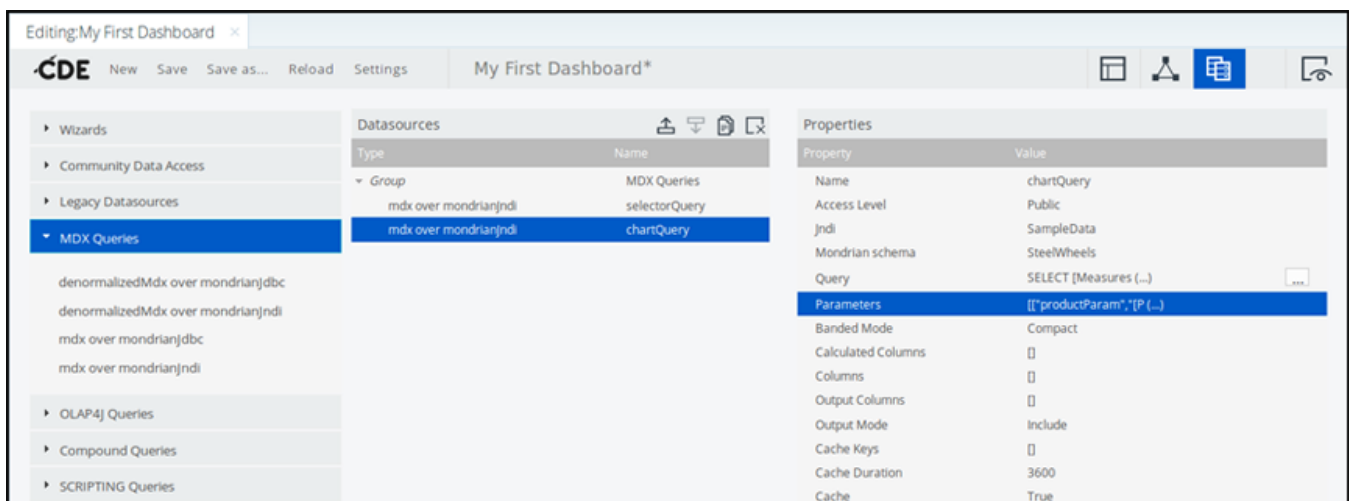 Editing:My First Dashboard ×
CDE New Save Save as... Reload Settings My First Dashboard*
Wizards
Community Data Access
Legacy Datasources
MDX Queries
denormalizedMdx over mondrianJdbc
denormalizedMdx over mondrianJndi
mdx over mondrianJdbc
mdx over mondrianJndi
OLAP4J Queries
Compound Queries
SCRIPTING Queries
Datasources
Type Name
Group MDX Queries
mdx over mondrianJndi selectorQuery
mdx over mondrianJndi chartQuery
Properties
Property Value
Name chartQuery
Access Level Public
Jndi SampleData
Mondrian schema SteelWheels
Query SELECT [Measures (...) ...
Parameters [["productParam","[P (...)
Banded Mode Compact
Calculated Columns []
Columns []
Output Columns []
Output Mode Include
Cache Keys []
Cache Duration 3600
Cache True